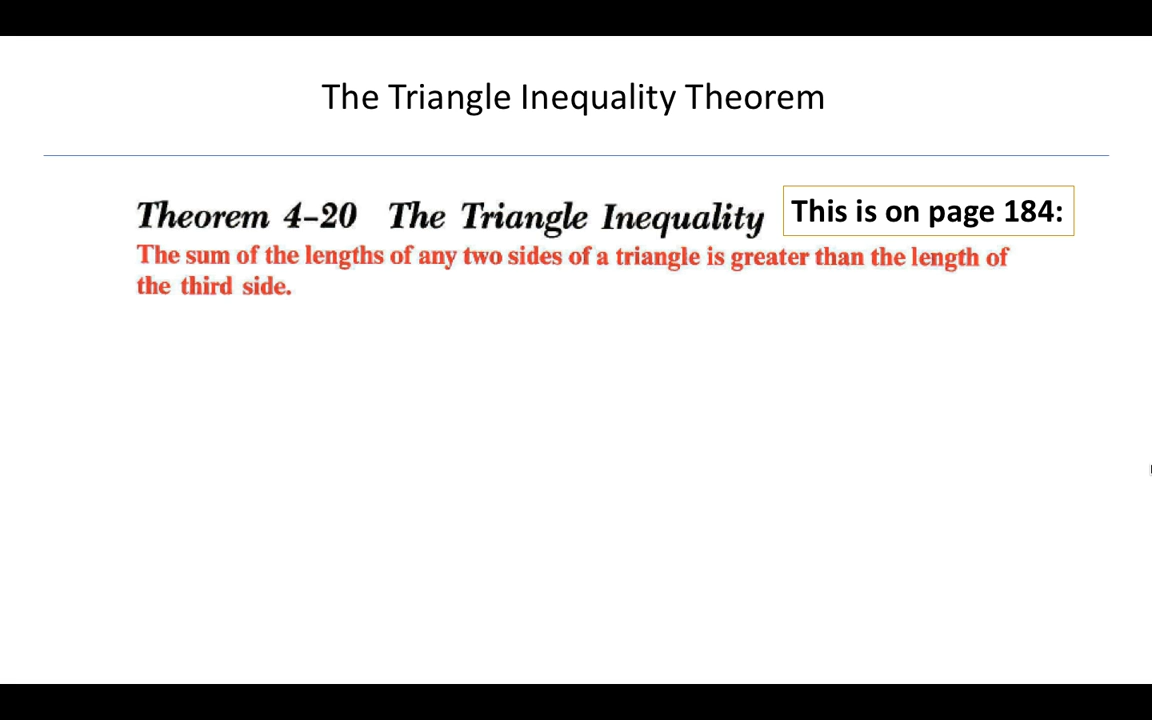 The Triangle Inequality Theorem
Theorem 4–20 The Triangle Inequality
This is on page 184:
The sum of the lengths of any two sides of a triangle is greater than the length of
the third side.